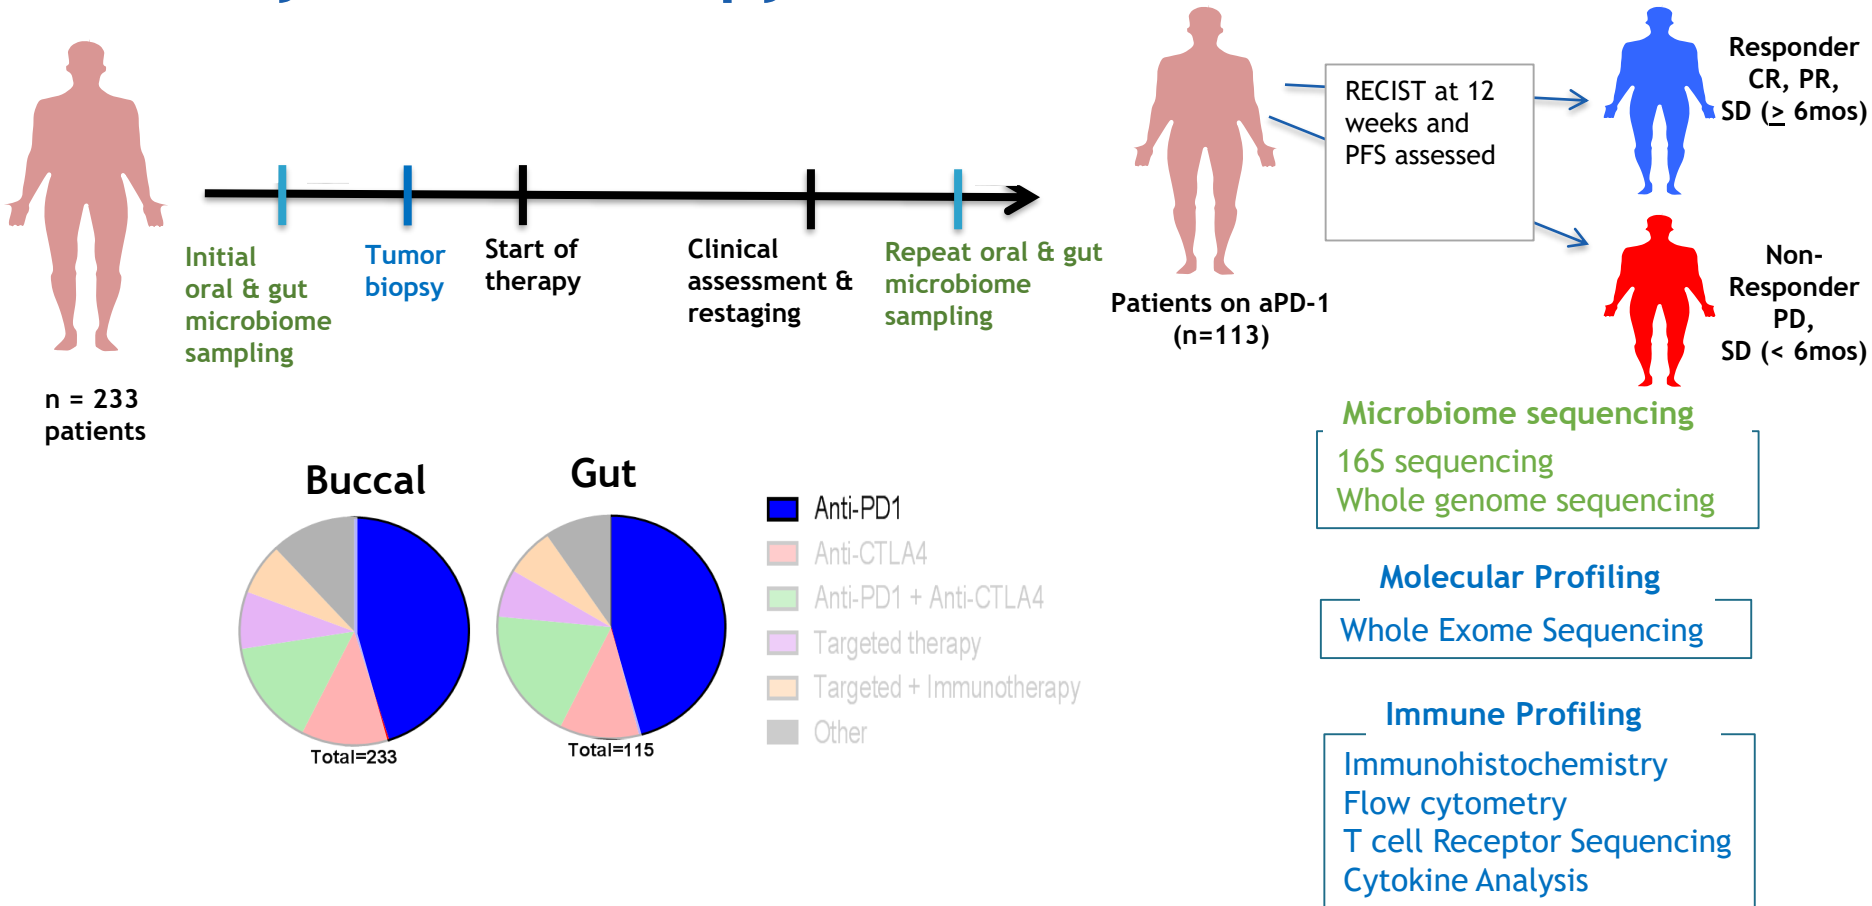 n = 233
patients
Initial
oral & gut
microbiome
sampling
Tumor
biopsy
Start of
therapy
Clinical
assessment &
restaging
Repeat oral & gut
microbiome
sampling
Patients on aPD-1
(n=113)
RECIST at 12
weeks and
PFS assessed
Responder
CR, PR,
SD (≥ 6mos)
Non-
Responder
PD,
SD (< 6mos)
Buccal
Total=233
Gut
Total=115
Anti-PD1
Anti-CTLA4
Anti-PD1 + Anti-CTLA4
Targeted therapy
Targeted + Immunotherapy
Other
Microbiome sequencing
16S sequencing
Whole genome sequencing
Molecular Profiling
Whole Exome Sequencing
Immune Profiling
Immunohistochemistry
Flow cytometry
T cell Receptor Sequencing
Cytokine Analysis